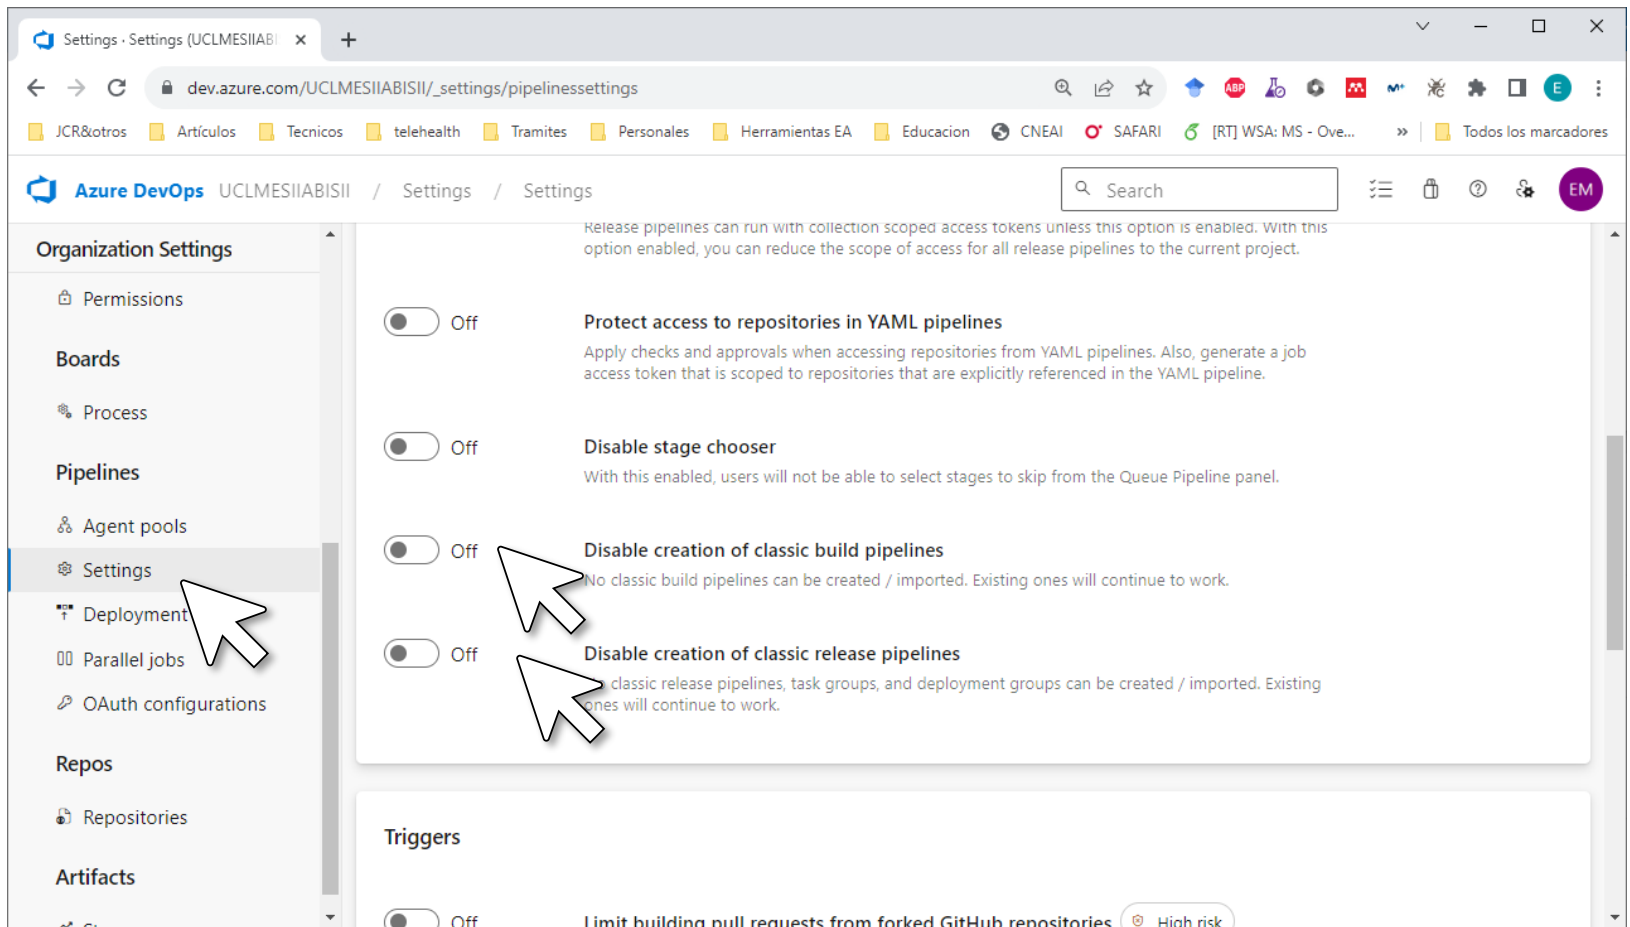 Settings · Settings (UCLMESIIABI
dev.azure.com/UCLMESIIABISII/_settings/pipelinessettings
ABP
E
JCR&otros
Artículos
Tecnicos
telehealth
Tramites
Personales
Herramientas EA
Educacion
CNEAI
SAFARI
[RT] WSA: MS - Ove...
»
Todos los marcadores
Azure DevOps UCLMESIIABISII / Settings / Settings
Search
EM
Organization Settings
Permissions
Boards
Process
Pipelines
Agent pools
Settings
Deployment
Parallel jobs
OAuth configurations
Repos
Repositories
Artifacts
Release pipelines can run with collection scoped access tokens unless this option is enabled. With this
option enabled, you can reduce the scope of access for all release pipelines to the current project.
Off
Protect access to repositories in YAML pipelines
Apply checks and approvals when accessing repositories from YAML pipelines. Also, generate a job
access token that is scoped to repositories that are explicitly referenced in the YAML pipeline.
Off
Disable stage chooser
With this enabled, users will not be able to select stages to skip from the Queue Pipeline panel.
Off
Disable creation of classic build pipelines
No classic build pipelines can be created / imported. Existing ones will continue to work.
Off
Disable creation of classic release pipelines
classic release pipelines, task groups, and deployment groups can be created / imported. Existing
ones will continue to work.
Triggers
Off
Limit building pull requests from forked GitHub repositories
High risk